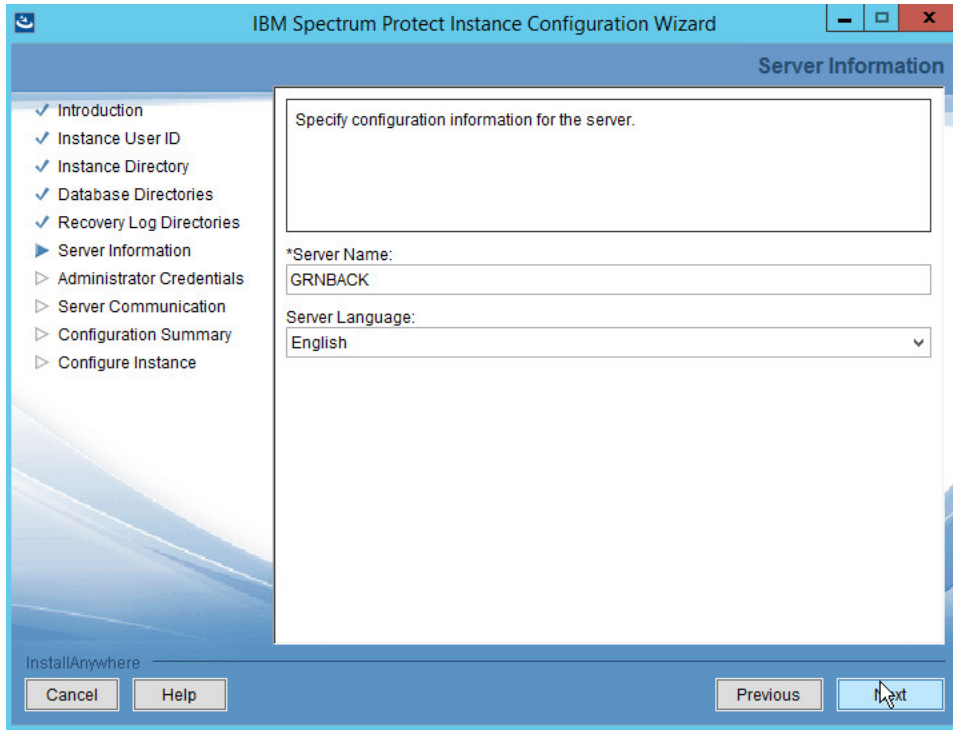 IBM Spectrum Protect Instance Configuration Wizard
Server Information
Introduction
Instance User ID
Instance Directory
Database Directories
Recovery Log Directories
Server Information
Administrator Credentials
Server Communication
Configuration Summary
Configure Instance
Specify configuration information for the server.
*Server Name:
GRNBACK
Server Language:
English
InstallAnywhere
Cancel
Help
Previous
Next